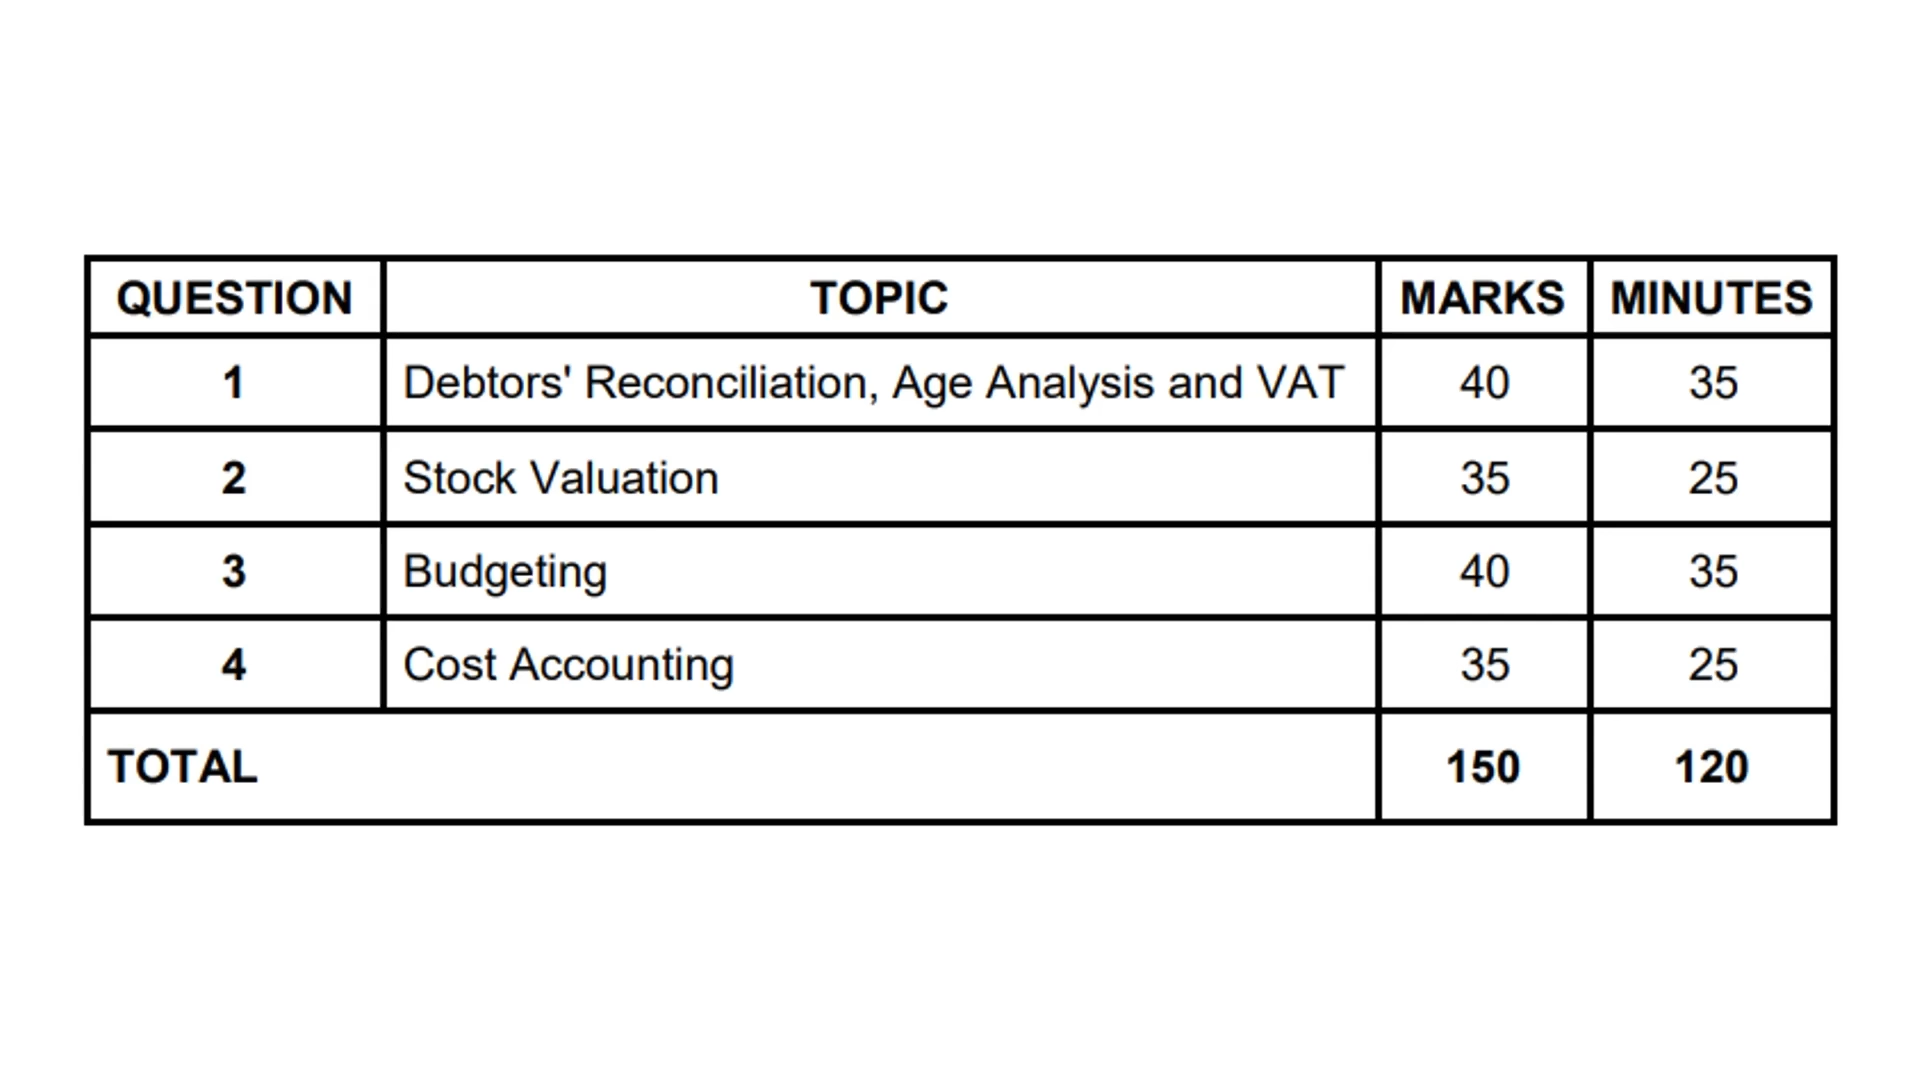 QUESTION TOPIC MARKS MINUTES
1 Debtors' Reconciliation, Age Analysis and VAT 40 35
2 Stock Valuation 35 25
3 Budgeting 40 35
4 Cost Accounting 35 25
TOTAL 150 120